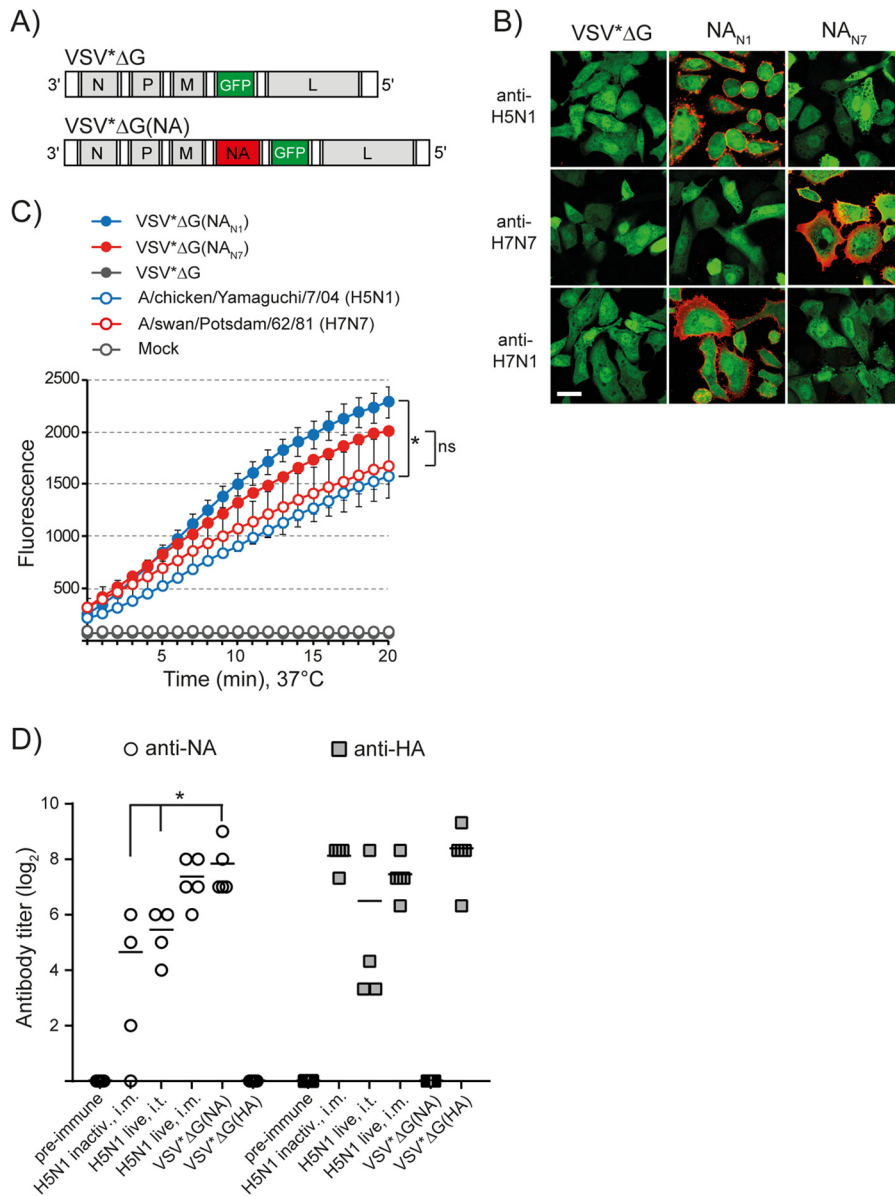 A)
VSV*ΔG
3' N P M GFP L 5'
VSV*ΔG(NA)
3' N P M NA GFP L 5'
B)
VSV*ΔG NA_N1 NA_N7
anti-
H5N1
anti-
H7N7
anti-
H7N1
C)
VSV*ΔG(NA_N1)
VSV*ΔG(NA_N7)
VSV*ΔG
A/chicken/Yamaguchi/7/04 (H5N1)
A/swan/Potsdam/62/81 (H7N7)
Mock
Fluorescence
2500
2000
1500
1000
500
* ns
5 10 15 20
Time (min), 37°C
D)
anti-NA anti-HA
Antibody titer (log₂)
10
8
6
4
2
*
pre-immune
H5N1 inactiv., i.m.
H5N1 live, i.t.
H5N1 live, i.m.
VSV*ΔG(NA)
VSV*ΔG(HA)
pre-immune
H5N1 inactiv., i.m.
H5N1 live, i.t.
H5N1 live, i.m.
VSV*ΔG(NA)
VSV*ΔG(HA)